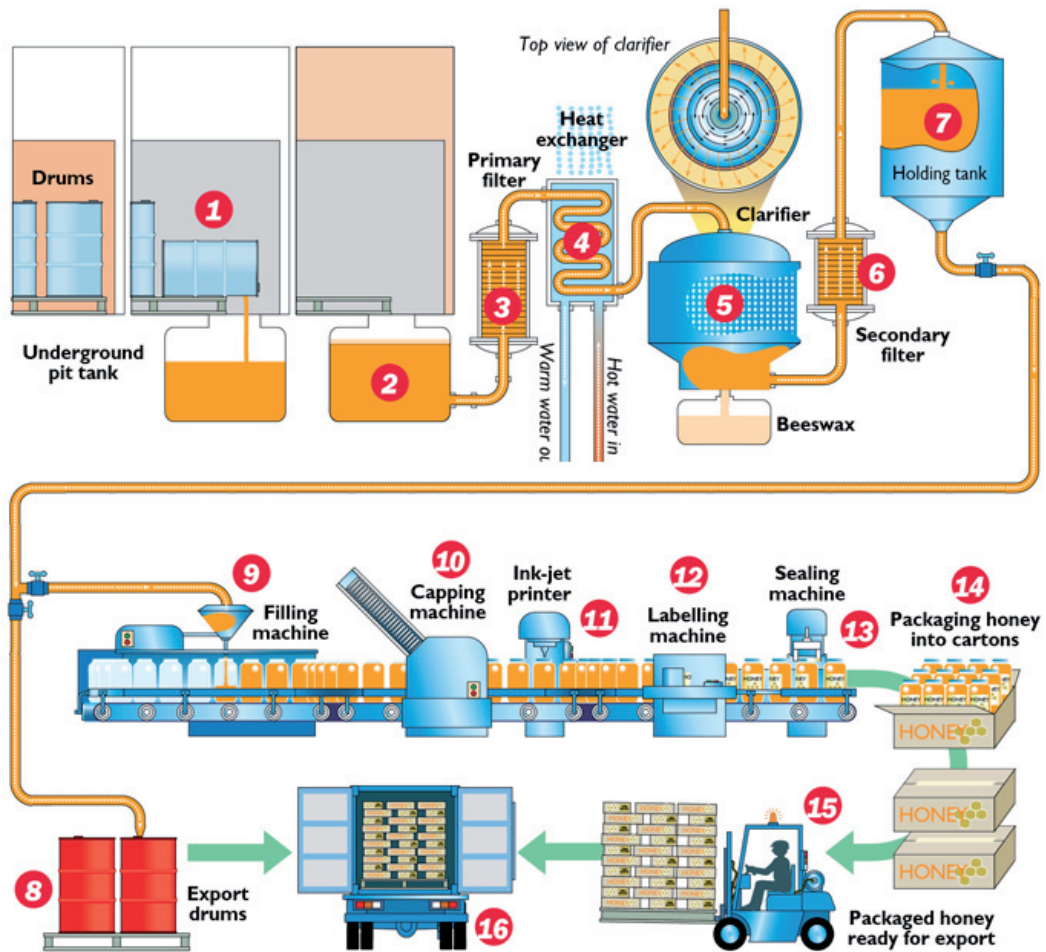 Top view of clarifier
Heat
exchanger
Primary
filter
Drums
1
2
3
4
Clarifier
5
6
7
Holding tank
Underground
pit tank
Secondary
filter
Warm water ou
Hot water in
Beeswax
9
Filling
machine
10
Capping
machine
Ink-jet
printer
11
12
Labelling
machine
Sealing
machine
13
14
Packaging honey
into cartons
HONEY
HONEY
HONEY
8
Export
drums
16
15
Packaged honey
ready for export